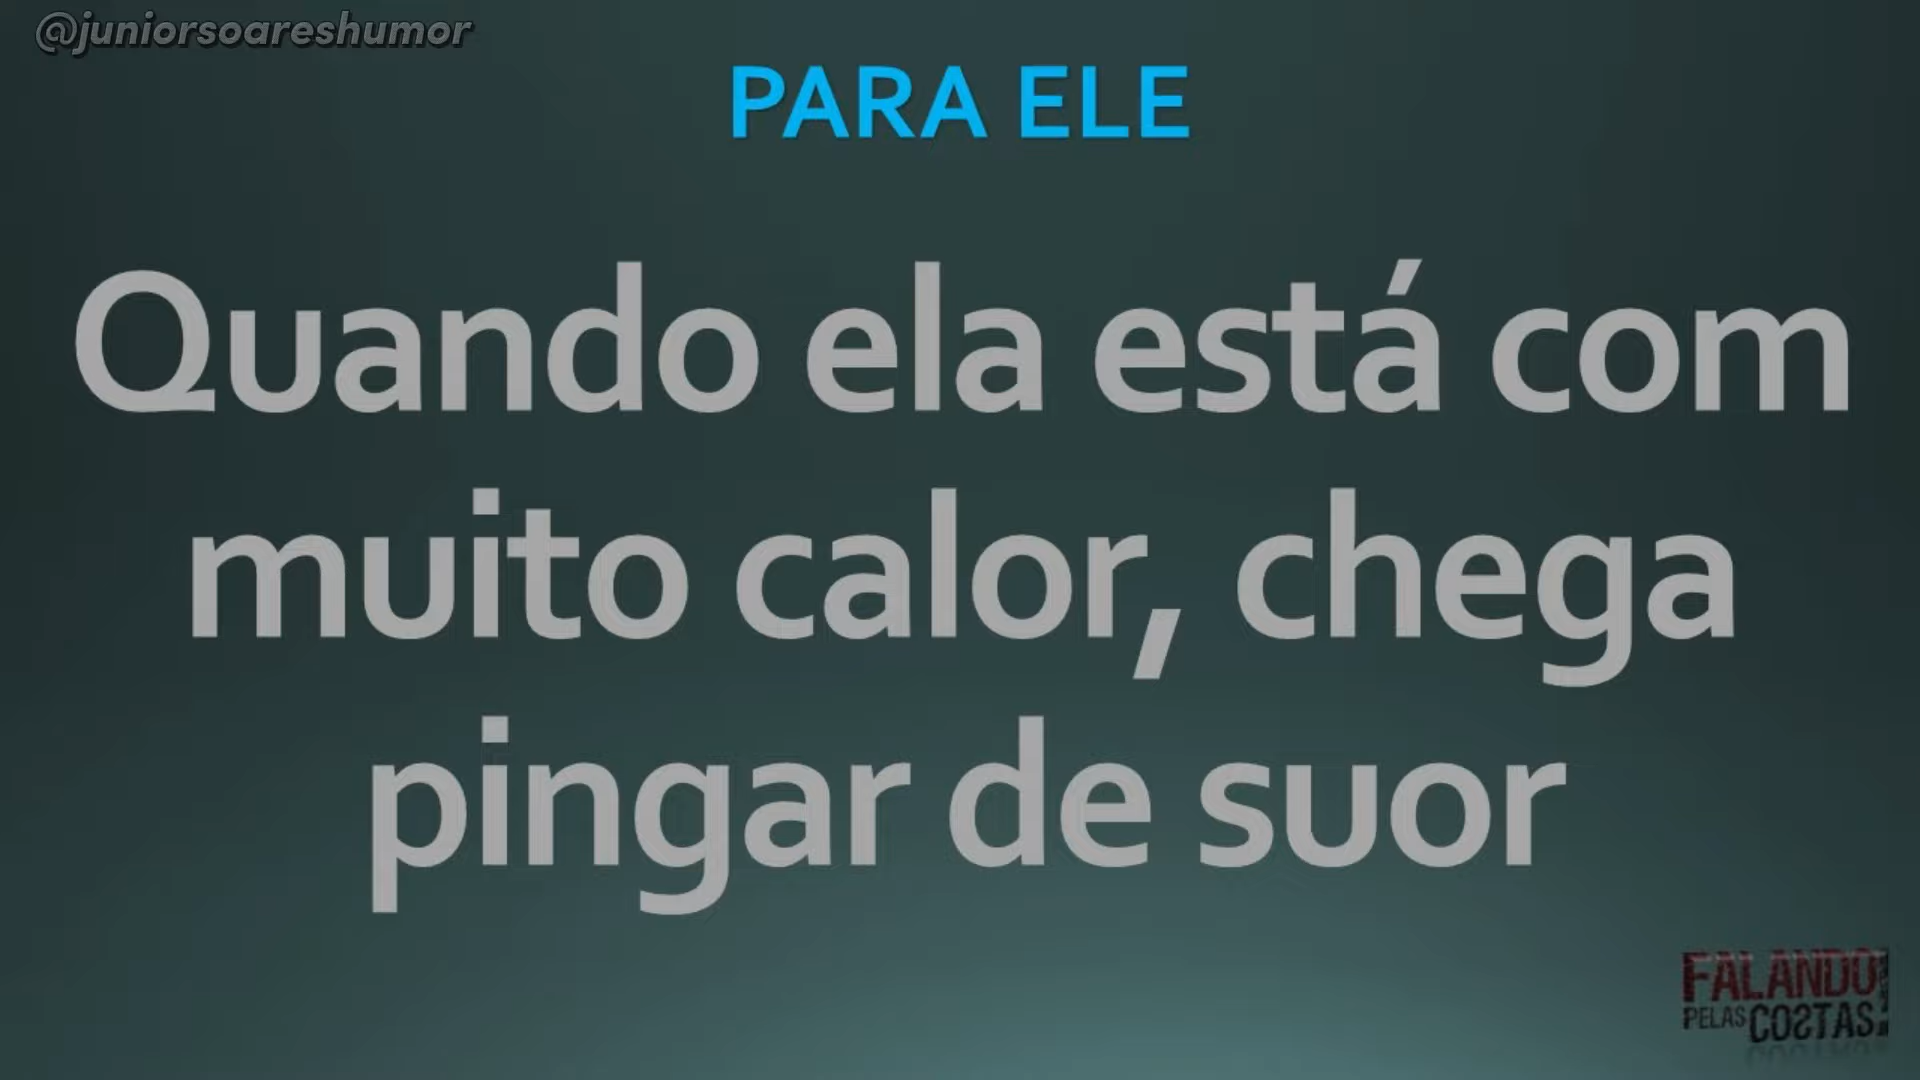 @juniorsoareshumor
PARA ELE
Quando ela está com
muito calor, chega
pingar de suor
FALANDO
PELAS COSTAS!